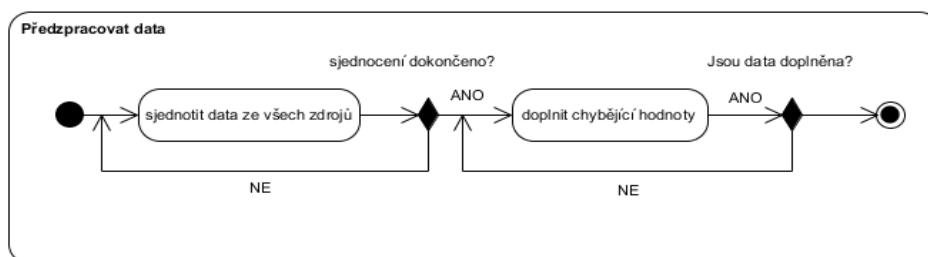 Předzpracovat data
sjednocení dokončeno?
Jsou data doplněna?
sjednotit data ze všech zdrojů
ANO
doplnit chybějící hodnoty
ANO
NE
NE